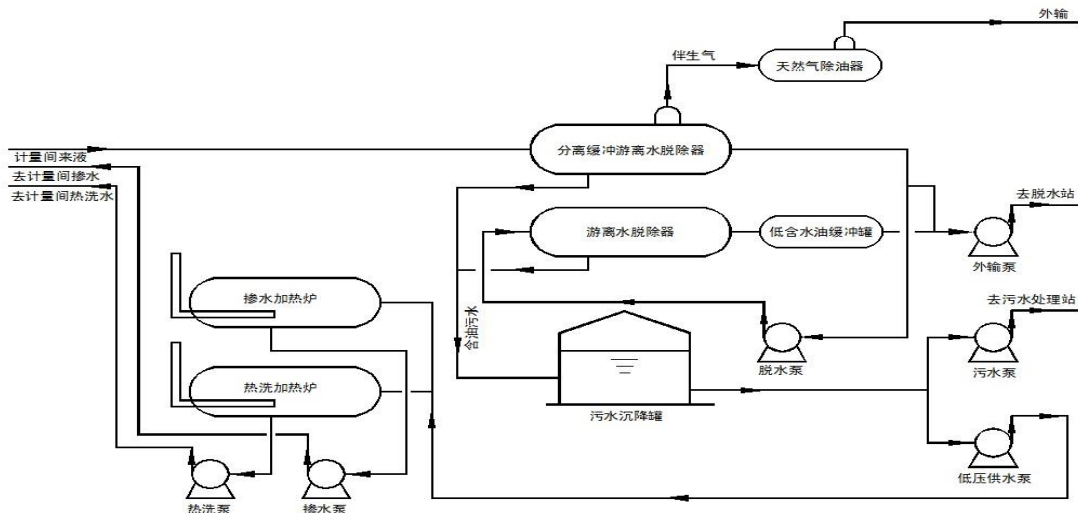 外输
伴生气
天然气除油器
分离缓冲游离水脱除器
计量间来液
去计量间掺水
去计量间热洗水
去脱水站
游离水脱除器
低含水油缓冲罐
外输泵
掺水加热炉
去污水处理站
含油污水
脱水泵
污水泵
热洗加热炉
污水沉降罐
低压供水泵
热洗泵
掺水泵